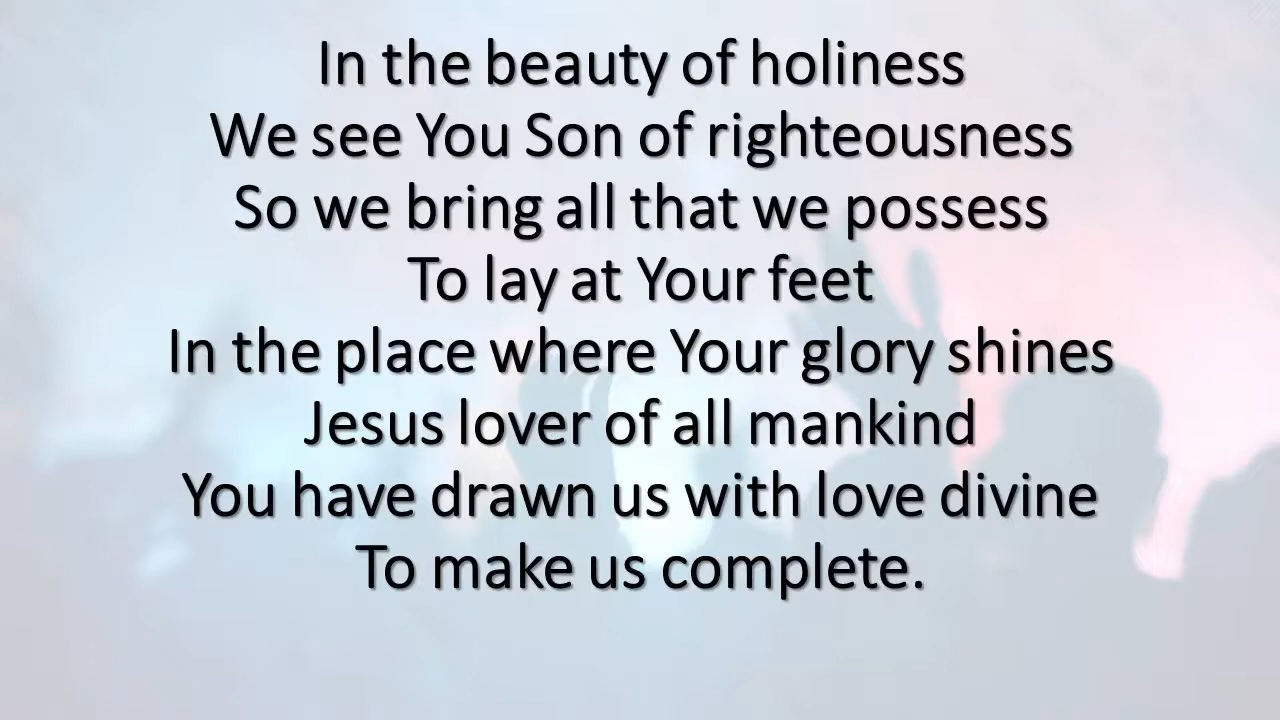 In the beauty of holiness
We see You Son of righteousness
So we bring all that we possess
To lay at Your feet
In the place where Your glory shines
Jesus lover of all mankind
You have drawn us with love divine
To make us complete.